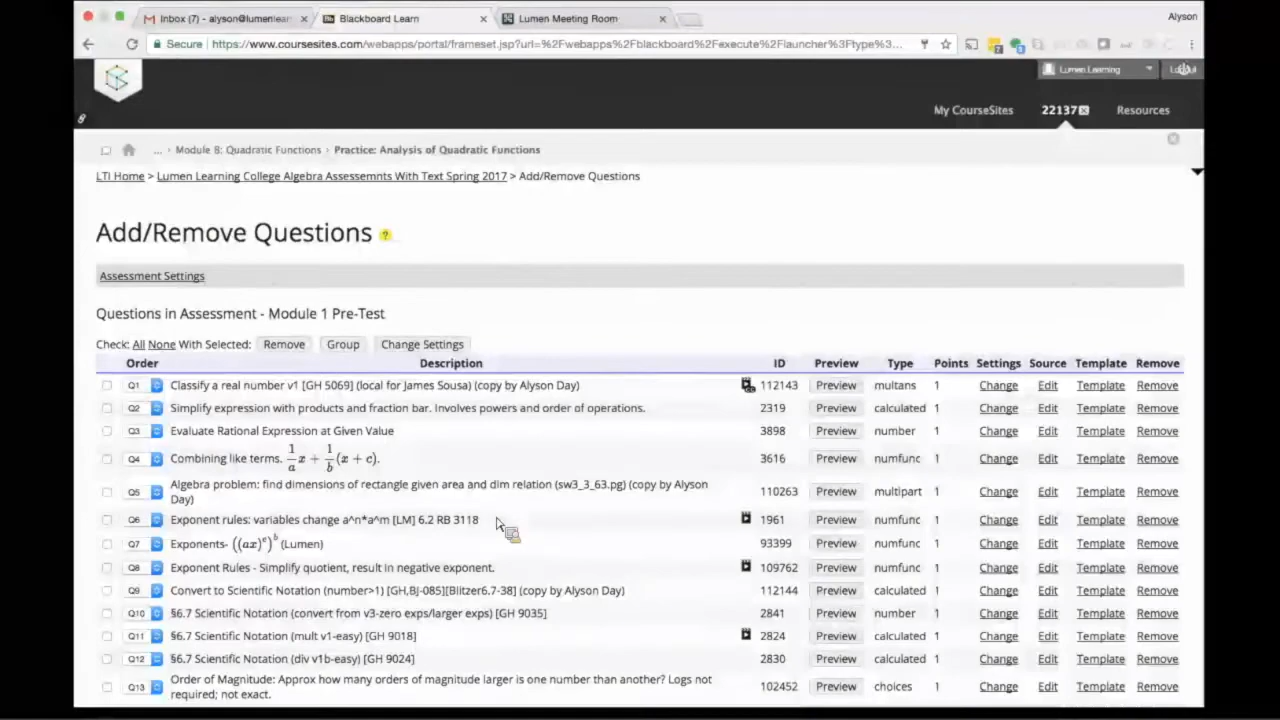 Inbox (7) - alyson@lumenlear
Blackboard Learn
Lumen Meeting Room
Alyson
Secure https://www.coursesites.com/webapps/portal/frameset.jsp?url=%2Fwebapps%2Fblackboard%2Fexecute%2Flauncher%3Ftype%3...
Lumen Learning
My CourseSites 22137 Resources
... › Module 8: Quadratic Functions › Practice: Analysis of Quadratic Functions
LTI Home > Lumen Learning College Algebra Assessemnts With Text Spring 2017 > Add/Remove Questions
Add/Remove Questions ?
Assessment Settings
Questions in Assessment - Module 1 Pre-Test
Check: All None With Selected: Remove Group Change Settings
Order Description ID Preview Type Points Settings Source Template Remove
Q1 Classify a real number v1 [GH 5069] (local for James Sousa) (copy by Alyson Day) 112143 Preview multans 1 Change Edit Template Remove
Q2 Simplify expression with products and fraction bar. Involves powers and order of operations. 2319 Preview calculated 1 Change Edit Template Remove
Q3 Evaluate Rational Expression at Given Value 3898 Preview number 1 Change Edit Template Remove
Q4 Combining like terms. 1/a x + 1/b (x + c). 3616 Preview numfunc 1 Change Edit Template Remove
Q5 Algebra problem: find dimensions of rectangle given area and dim relation (sw3_3_63.pg) (copy by Alyson
Day) 110263 Preview multipart 1 Change Edit Template Remove
Q6 Exponent rules: variables change a^n*a^m [LM] 6.2 RB 3118 1961 Preview numfunc 1 Change Edit Template Remove
Q7 Exponents- ((ax)^c)^b (Lumen) 93399 Preview numfunc 1 Change Edit Template Remove
Q8 Exponent Rules - Simplify quotient, result in negative exponent. 109762 Preview numfunc 1 Change Edit Template Remove
Q9 Convert to Scientific Notation (number>1) [GH,BJ-085][Blitzer6.7-38] (copy by Alyson Day) 112144 Preview calculated 1 Change Edit Template Remove
Q10 §6.7 Scientific Notation (convert from v3-zero exps/larger exps) [GH 9035] 2841 Preview number 1 Change Edit Template Remove
Q11 §6.7 Scientific Notation (mult v1-easy) [GH 9018] 2824 Preview calculated 1 Change Edit Template Remove
Q12 §6.7 Scientific Notation (div v1b-easy) [GH 9024] 2830 Preview calculated 1 Change Edit Template Remove
Q13 Order of Magnitude: Approx how many orders of magnitude larger is one number than another? Logs not
required; not exact. 102452 Preview choices 1 Change Edit Template Remove